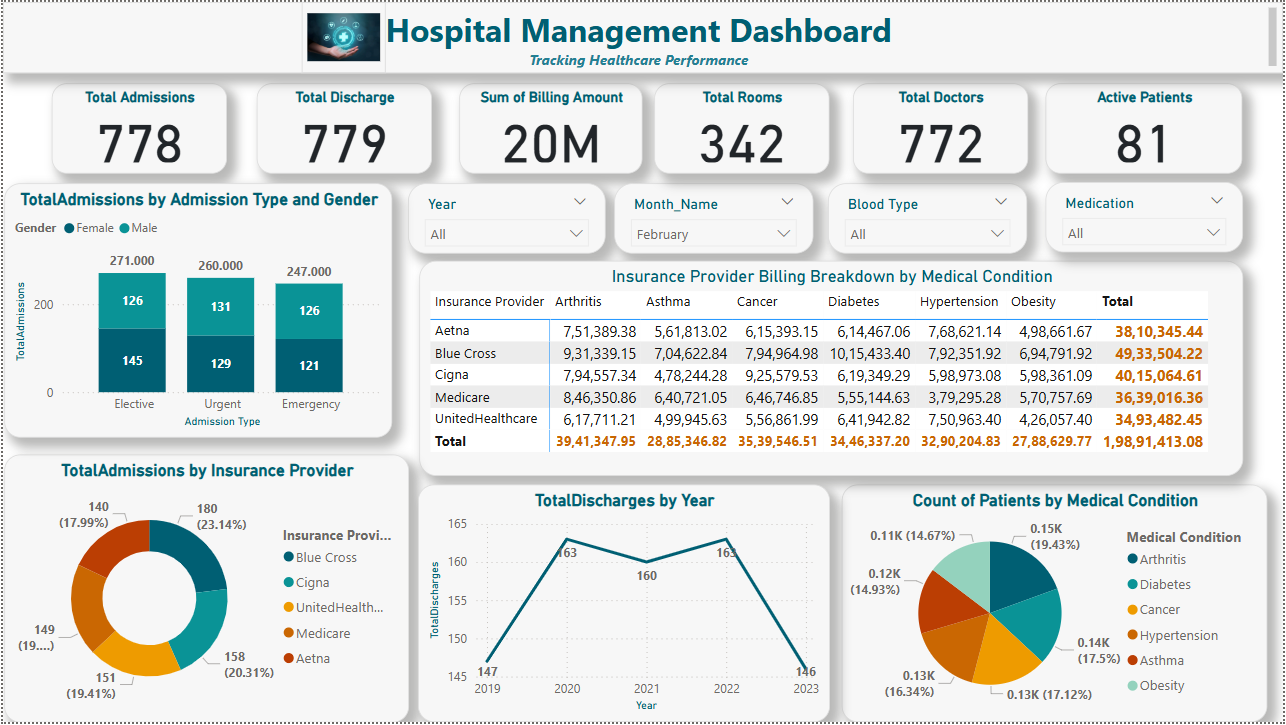 Hospital Management Dashboard
Tracking Healthcare Performance
Total Admissions
778
Total Discharge
779
Sum of Billing Amount
20M
Total Rooms
342
Total Doctors
772
Active Patients
81
TotalAdmissions by Admission Type and Gender
Gender Female Male
TotalAdmissions
200
0
271.000
126
145
260.000
131
129
247.000
126
121
Elective Urgent Emergency
Admission Type
Year
All
Month_Name
February
Blood Type
All
Medication
All
Insurance Provider Billing Breakdown by Medical Condition
Insurance Provider Arthritis Asthma Cancer Diabetes Hypertension Obesity Total
Aetna 7,51,389.38 5,61,813.02 6,15,393.15 6,14,467.06 7,68,621.14 4,98,661.67 38,10,345.44
Blue Cross 9,31,339.15 7,04,622.84 7,94,964.98 10,15,433.40 7,92,351.92 6,94,791.92 49,33,504.22
Cigna 7,94,557.34 4,78,244.28 9,25,579.53 6,19,349.29 5,98,973.08 5,98,361.09 40,15,064.61
Medicare 8,46,350.86 6,40,721.05 6,46,746.85 5,55,144.63 3,79,295.28 5,70,757.69 36,39,016.36
UnitedHealthcare 6,17,711.21 4,99,945.63 5,56,861.99 6,41,942.82 7,50,963.40 4,26,057.40 34,93,482.45
Total 39,41,347.95 28,85,346.82 35,39,546.51 34,46,337.20 32,90,204.83 27,88,629.77 1,98,91,413.08
TotalAdmissions by Insurance Provider
140
(17.99%)
180
(23.14%)
149
(19....)
158
(20.31%)
151
(19.41%)
Insurance Provi...
Blue Cross
Cigna
UnitedHealth...
Medicare
Aetna
TotalDischarges by Year
TotalDischarges
165
160
155
150
145
147
163
160
163
146
2019 2020 2021 2022 2023
Year
Count of Patients by Medical Condition
0.11K (14.67%)
0.15K
(19.43%)
0.12K
(14.93%)
0.14K
(17.5%)
0.13K
(16.34%)
0.13K (17.12%)
Medical Condition
Arthritis
Diabetes
Cancer
Hypertension
Asthma
Obesity